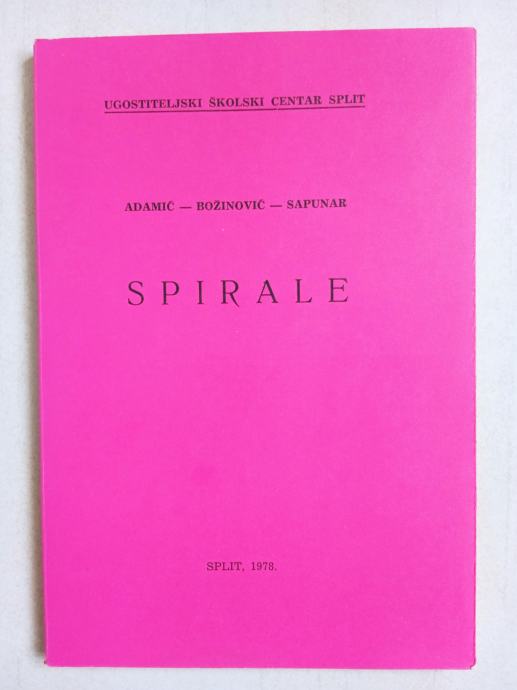 UGOSTITELJSKI ŠKOLSKI CENTAR SPLIT
ADAMIĆ — BOŽINOVIĆ — SAPUNAR
SPIRALE
SPLIT, 1978.